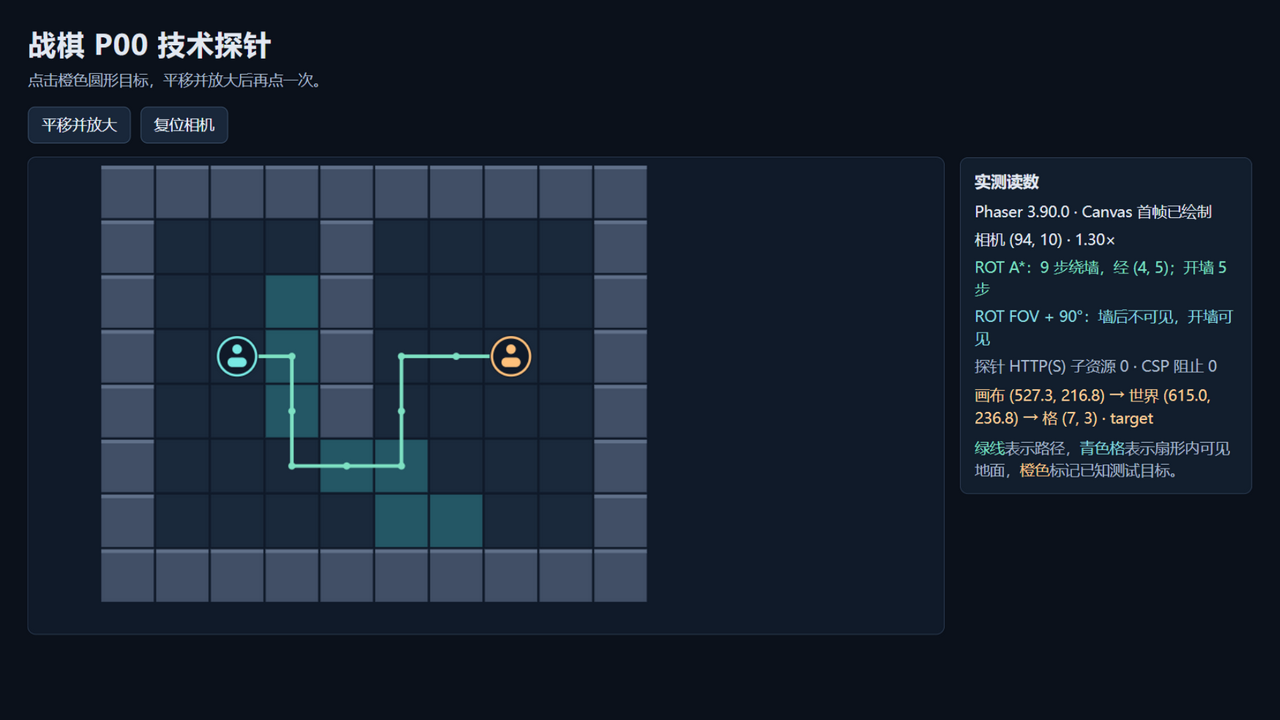 战棋 P00 技术探针
点击橙色圆形目标，平移并放大后再点一次。
平移并放大
复位相机
实测读数
Phaser 3.90.0 · Canvas 首帧已绘制
相机 (94, 10) · 1.30×
ROT A*：9 步绕墙，经 (4, 5)；开墙 5
步
ROT FOV + 90°：墙后不可见，开墙可
见
探针 HTTP(S) 子资源 0 · CSP 阻止 0
画布 (527.3, 216.8) → 世界 (615.0,
236.8) → 格 (7, 3) · target
绿线表示路径，青色格表示扇形内可见
地面，橙色标记已知测试目标。